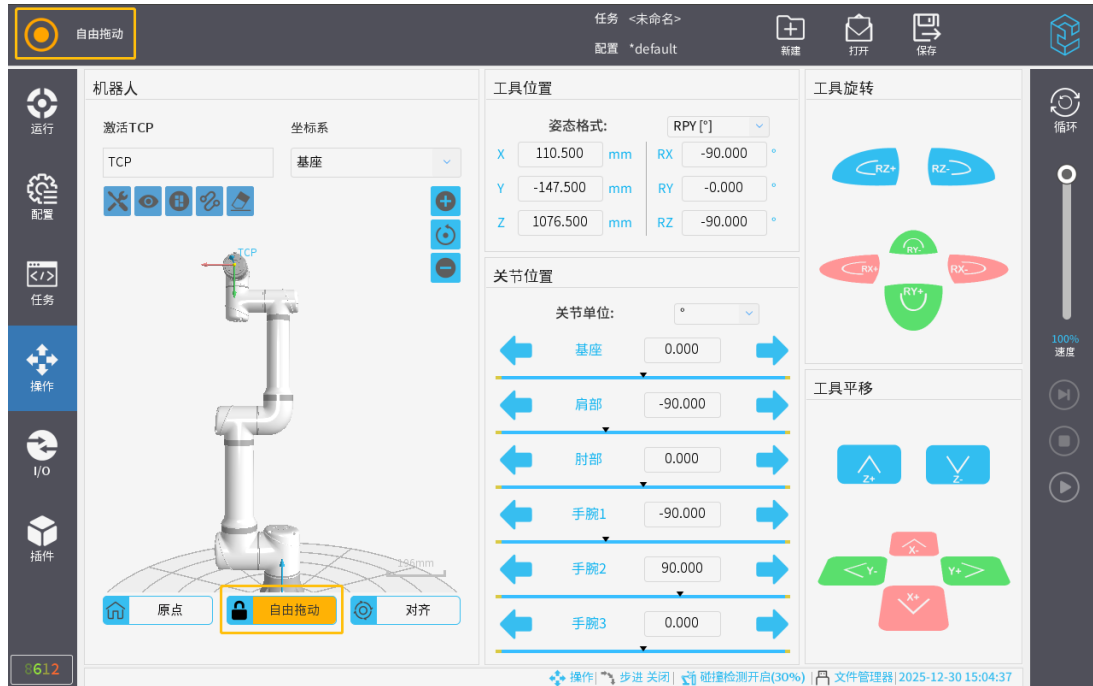 自由拖动
任务 <未命名>
配置 *default
新建
打开
保存
运行
配置
任务
操作
I/O
插件
8612
机器人
激活TCP
坐标系
TCP
基座
TCP
196mm
原点
自由拖动
对齐
工具位置
姿态格式: RPY [°]
X 110.500 mm RX -90.000 °
Y -147.500 mm RY -0.000 °
Z 1076.500 mm RZ -90.000 °
关节位置
关节单位: °
基座 0.000
肩部 -90.000
肘部 0.000
手腕1 -90.000
手腕2 90.000
手腕3 0.000
工具旋转
RZ+ RZ-
RY-
RX+ RX-
RY+
工具平移
Z+ Z-
X-
Y- Y+
X+
循环
100%
速度
操作| 步进 关闭| 碰撞检测开启(30%) | 文件管理器| 2025-12-30 15:04:37